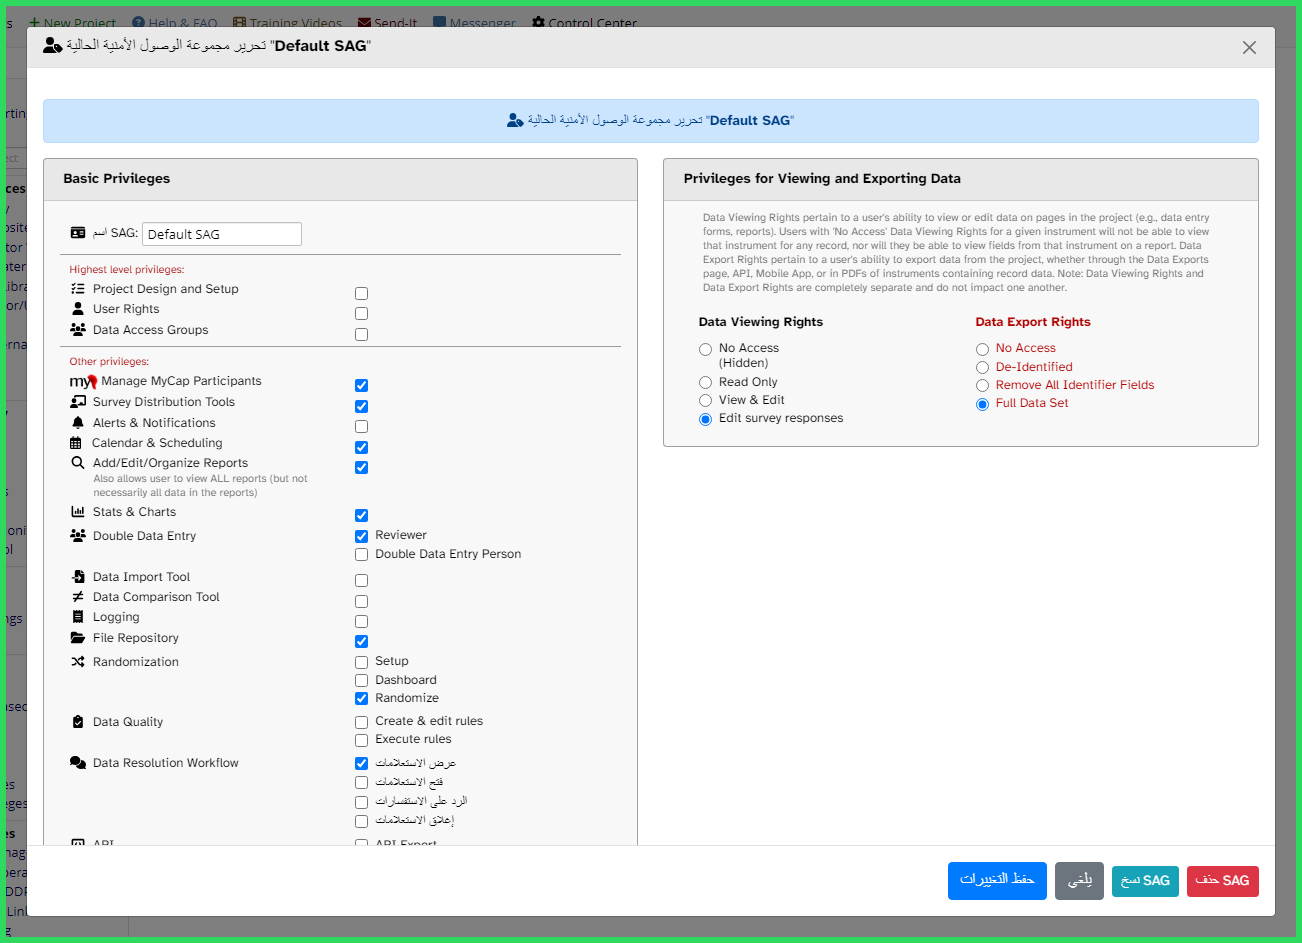 New Project Help & FAQ Training Videos Send-It Messenger Control Center
تحرير مجموعة الوصول الأمنية الحالية "Default SAG"
تحرير مجموعة الوصول الأمنية الحالية "Default SAG"
Basic Privileges
اسم SAG: Default SAG
Highest level privileges:
Project Design and Setup
User Rights
Data Access Groups
Other privileges:
my Manage MyCap Participants
Survey Distribution Tools
Alerts & Notifications
Calendar & Scheduling
Add/Edit/Organize Reports
Also allows user to view ALL reports (but not
necessarily all data in the reports)
Stats & Charts
Double Data Entry Reviewer
Double Data Entry Person
Data Import Tool
Data Comparison Tool
Logging
File Repository
Randomization Setup
Dashboard
Randomize
Data Quality Create & edit rules
Execute rules
Data Resolution Workflow عرض الاستعلامات
فتح الاستعلامات
الرد على الاستفسارات
إغلاق الاستعلامات
API API Export
Privileges for Viewing and Exporting Data
Data Viewing Rights pertain to a user's ability to view or edit data on pages in the project (e.g., data entry
forms, reports). Users with 'No Access' Data Viewing Rights for a given instrument will not be able to view
that instrument for any record, nor will they be able to view fields from that instrument on a report. Data
Export Rights pertain to a user's ability to export data from the project, whether through the Data Exports
page, API, Mobile App, or in PDFs of instruments containing record data. Note: Data Viewing Rights and
Data Export Rights are completely separate and do not impact one another.
Data Viewing Rights
No Access
(Hidden)
Read Only
View & Edit
Edit survey responses
Data Export Rights
No Access
De-Identified
Remove All Identifier Fields
Full Data Set
حفظ التغييرات
يلغي
نسخ SAG
حذف SAG